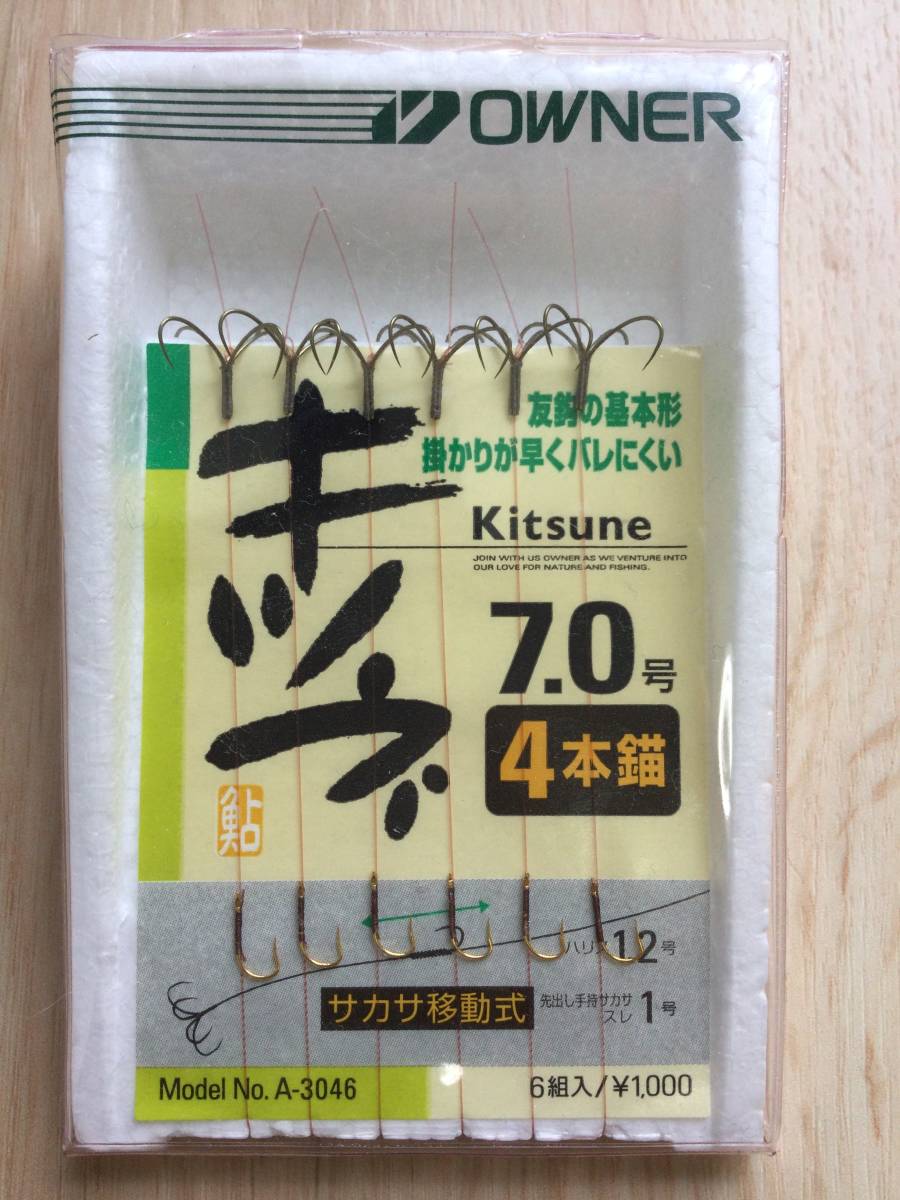 OWNER
友鈎の基本形
掛かりが早くバレにくい
キツネ
Kitsune
JOIN WITH US OWNER AS WE VENTURE INTO
OUR LOVE FOR NATURE AND FISHING.
7.0号
4本錨
鮎
ハリス1.2号
サカサ移動式
先出し手持サカサ
スレ 1号
Model No. A-3046
6組入/¥1,000